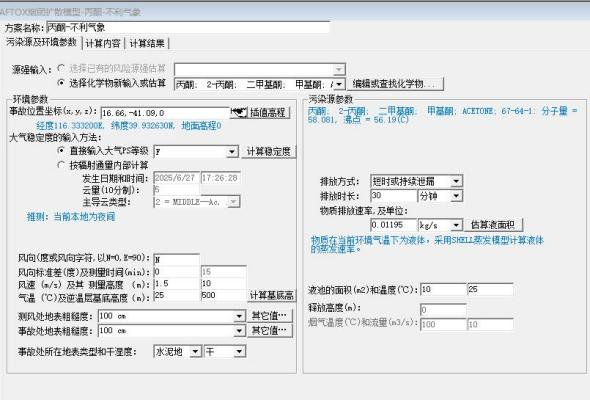 AFTOX烟团扩散模型-丙酮-不利气象
方案名称: 丙酮-不利气象
污染源及环境参数 计算内容 计算结果
源强输入: 选择已有的风险源强估算
选择化学物新输入或估算 丙酮; 2-丙酮; 二甲基酮; 甲基酮; 编辑或查找化学物...
环境参数
事故位置坐标(x,y,z): 16.66,-41.09,0 插值高程
经度116.333200E, 纬度39.932630N, 地面高程0
大气稳定度的输入方法:
直接输入大气PS等级 F 计算稳定度
按辐射通量内部计算
发生日期和时间: 2025/6/27 17:26:28
云量(10分制): 5
主导云类型: 2 = MIDDLE--Ac,
推测: 当前本地为夜间
风向(度或风向字符,以N=0,E=90): N
风向标准差(度)及测量时间(min): 0 15
风速 (m/s) 及其 测量高度 (m): 1.5 10
气温 (℃)及逆温层基底高度(m): 25 500 计算基底高
测风处地表粗糙度: 100 cm 其它值…
事故处地表粗糙度: 100 cm 其它值…
事故处所在地表类型和干湿度: 水泥地 干
污染源参数
丙酮; 2-丙酮; 二甲基酮; 甲基酮; ACETONE; 67-64-1: 分子量 =
58.081, 沸点 = 56.19(C)
排放方式: 短时或持续泄漏
排放时长: 30 分钟
物质排放速率,及单位:
0.01195 kg/s 估算液面积
物质在当前环境气温下为液体，采用SHELL蒸发模型计算液体
的蒸发速率。
液池的面积(m2)和温度(℃): 10 25
释放高度(m): 0
烟气温度(℃)和流量(m3/s): 100 10